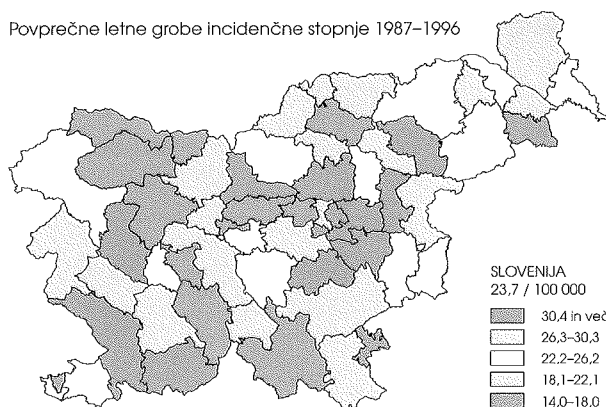 Povprečne letne grobe incidenčne stopnje 1987–1996
SLOVENIJA
23,7 / 100 000
30,4 in več
26,3–30,3
22,2–26,2
18,1–22,1
14,0–18,0